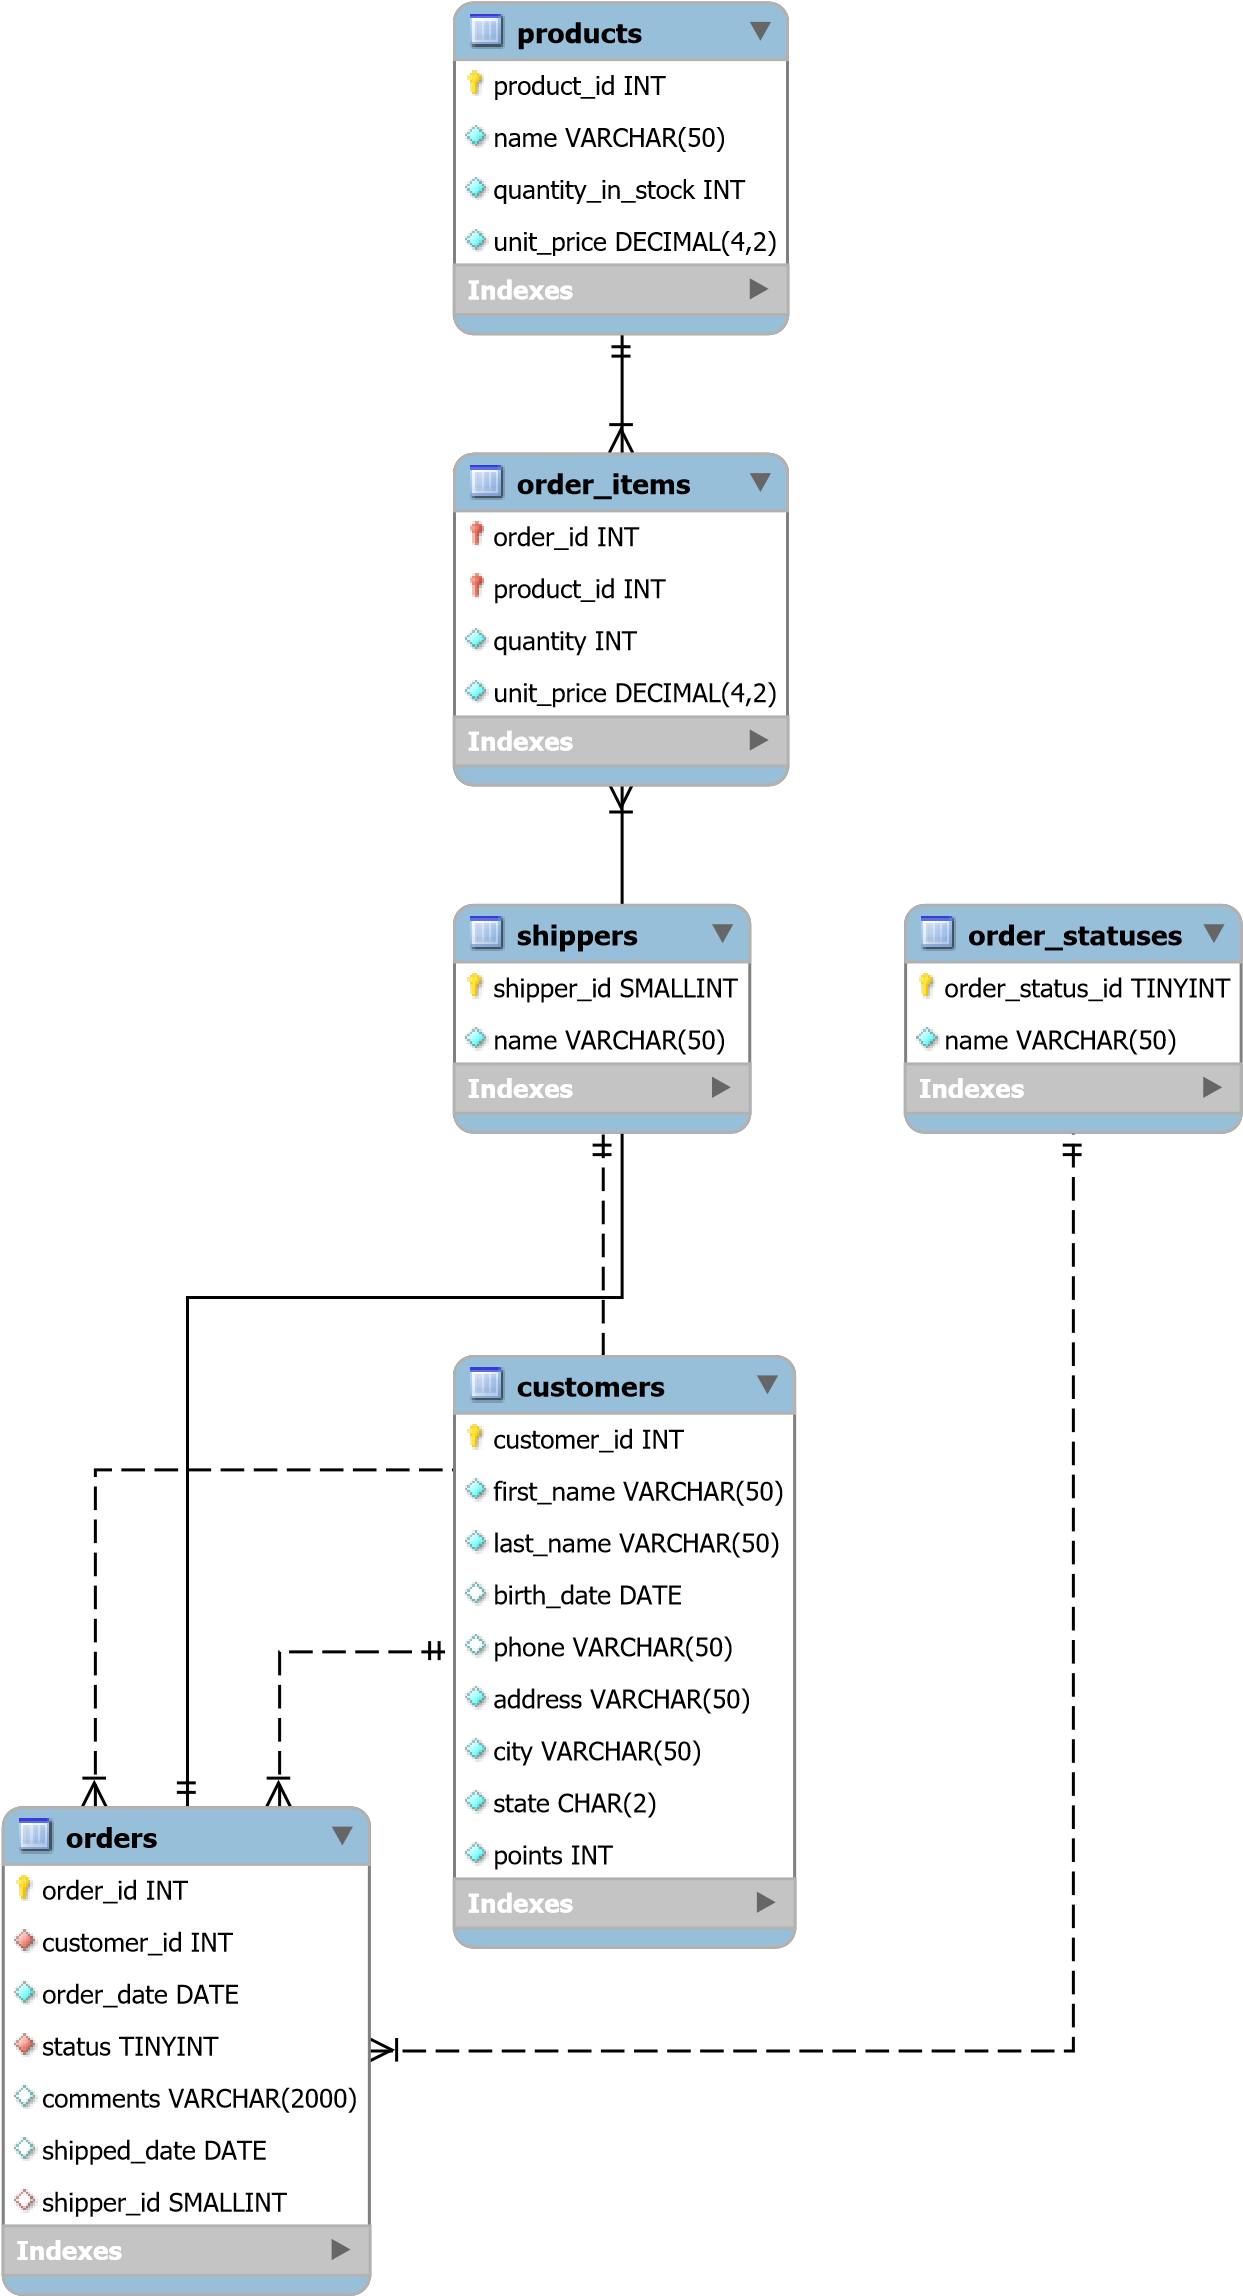 products
product_id INT
name VARCHAR(50)
quantity_in_stock INT
unit_price DECIMAL(4,2)
Indexes
order_items
order_id INT
product_id INT
quantity INT
unit_price DECIMAL(4,2)
Indexes
shippers
shipper_id SMALLINT
name VARCHAR(50)
Indexes
order_statuses
order_status_id TINYINT
name VARCHAR(50)
Indexes
customers
customer_id INT
first_name VARCHAR(50)
last_name VARCHAR(50)
birth_date DATE
phone VARCHAR(50)
address VARCHAR(50)
city VARCHAR(50)
state CHAR(2)
points INT
Indexes
orders
order_id INT
customer_id INT
order_date DATE
status TINYINT
comments VARCHAR(2000)
shipped_date DATE
shipper_id SMALLINT
Indexes